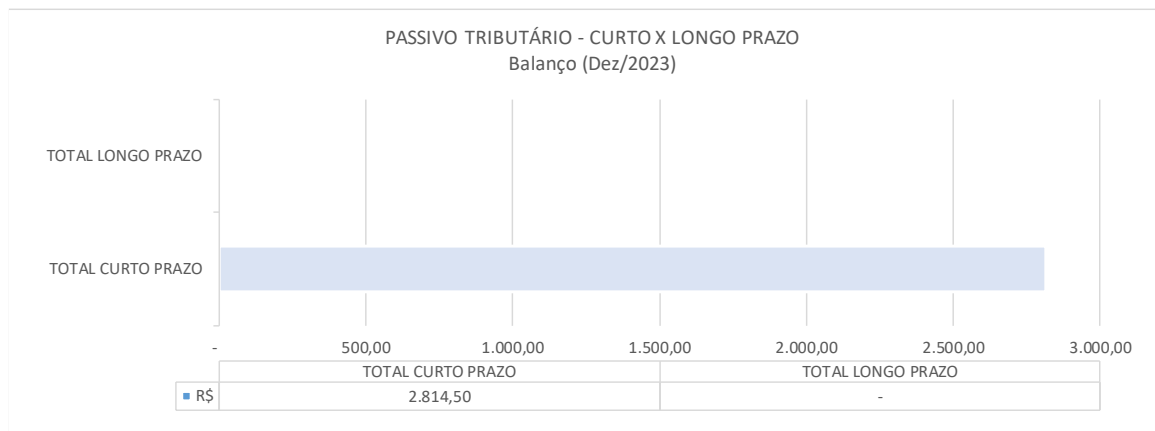 PASSIVO TRIBUTÁRIO - CURTO X LONGO PRAZO
Balanço (Dez/2023)
TOTAL LONGO PRAZO
TOTAL CURTO PRAZO
- 500,00 1.000,00 1.500,00 2.000,00 2.500,00 3.000,00
TOTAL CURTO PRAZO TOTAL LONGO PRAZO
R$ 2.814,50 -